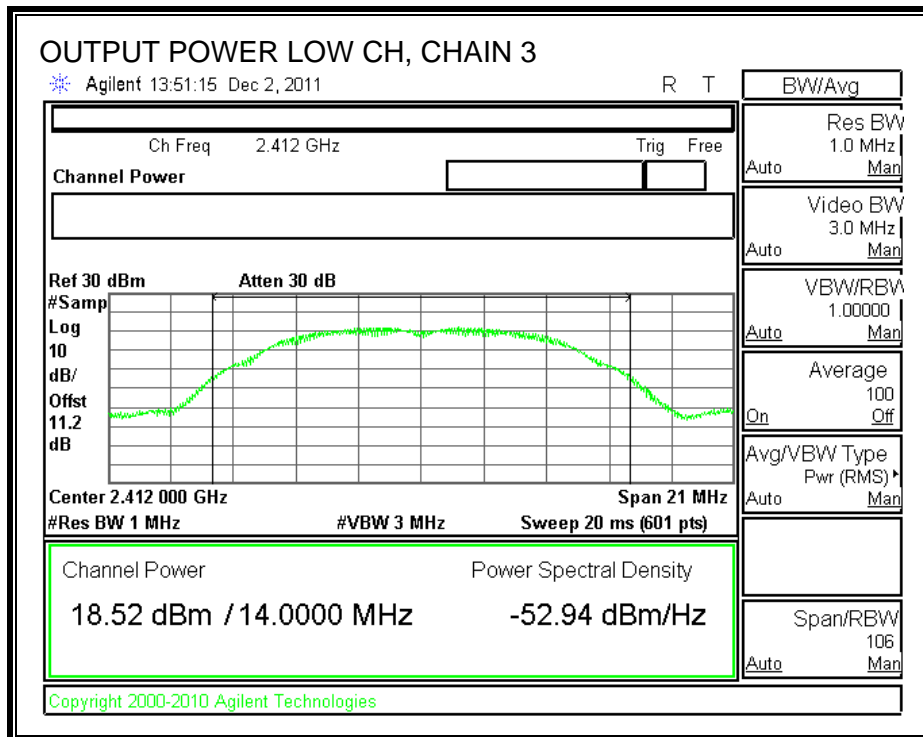 OUTPUT POWER LOW CH, CHAIN 3
Agilent 13:51:15 Dec 2, 2011 R T
Ch Freq 2.412 GHz Trig Free
Channel Power
Ref 30 dBm Atten 30 dB
#Samp
Log
10
dB/
Offst
11.2
dB
Center 2.412 000 GHz Span 21 MHz
#Res BW 1 MHz #VBW 3 MHz Sweep 20 ms (601 pts)
Channel Power Power Spectral Density
18.52 dBm / 14.0000 MHz -52.94 dBm/Hz
Copyright 2000-2010 Agilent Technologies
BW/Avg
Res BW
1.0 MHz
Auto Man
Video BW
3.0 MHz
Auto Man
VBW/RBW
1.00000
Auto Man
Average
100
On Off
Avg/VBW Type
Pwr (RMS)
Auto Man
Span/RBW
106
Auto Man